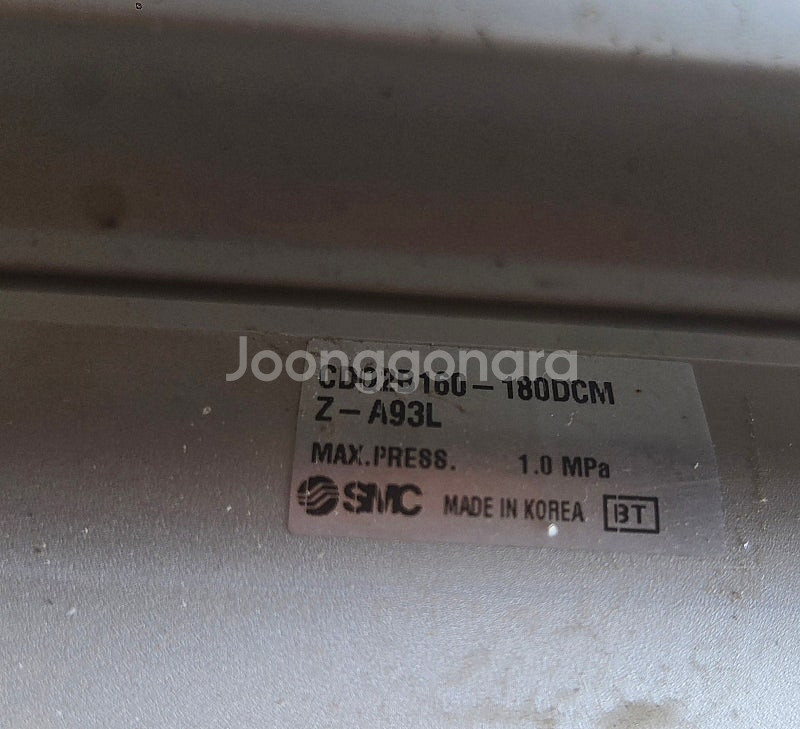 Joonggonara
CDQ2B160-180DCM
Z-A93L
MAX.PRESS. 1.0 MPa
SMC MADE IN KOREA BT